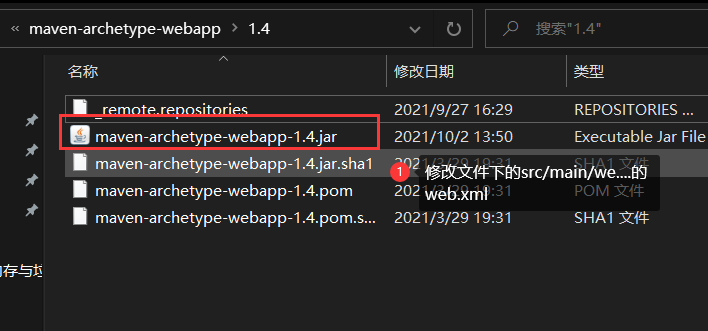 « maven-archetype-webapp > 1.4
搜索"1.4"
名称 修改日期 类型
_remote.repositories 2021/9/27 16:29 REPOSITORIES ...
maven-archetype-webapp-1.4.jar 2021/10/2 13:50 Executable Jar File
maven-archetype-webapp-1.4.jar.sha1 2021/3/29 19:31 SHA1 文件
maven-archetype-webapp-1.4.pom 2021/3/29 19:31 POM 文件
maven-archetype-webapp-1.4.pom.s... 2021/3/29 19:31 SHA1 文件
1 修改文件下的src/main/we....的
web.xml
内存与垃